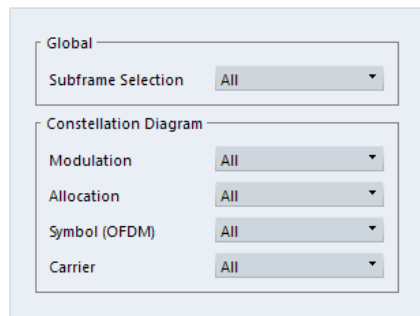 Global
Subframe Selection All
Constellation Diagram
Modulation All
Allocation All
Symbol (OFDM) All
Carrier All